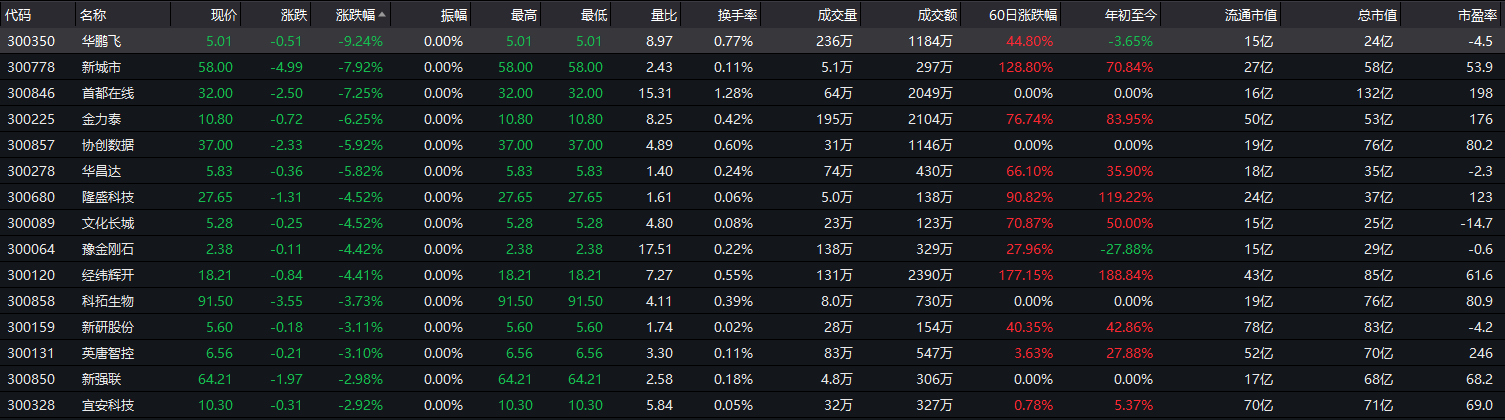 代码 名称 现价 涨跌 涨跌幅 振幅 最高 最低 量比 换手率 成交量 成交额 60日涨跌幅 年初至今 流通市值 总市值 市盈率
300350 华鹏飞 5.01 -0.51 -9.24% 0.00% 5.01 5.01 8.97 0.77% 236万 1184万 44.80% -3.65% 15亿 24亿 -4.5
300778 新城市 58.00 -4.99 -7.92% 0.00% 58.00 58.00 2.43 0.11% 5.1万 297万 128.80% 70.84% 27亿 58亿 53.9
300846 首都在线 32.00 -2.50 -7.25% 0.00% 32.00 32.00 15.31 1.28% 64万 2049万 0.00% 0.00% 16亿 132亿 198
300225 金力泰 10.80 -0.72 -6.25% 0.00% 10.80 10.80 8.25 0.42% 195万 2104万 76.74% 83.95% 50亿 53亿 176
300857 协创数据 37.00 -2.33 -5.92% 0.00% 37.00 37.00 4.89 0.60% 31万 1146万 0.00% 0.00% 19亿 76亿 80.2
300278 华昌达 5.83 -0.36 -5.82% 0.00% 5.83 5.83 1.40 0.24% 74万 430万 66.10% 35.90% 18亿 35亿 -2.3
300680 隆盛科技 27.65 -1.31 -4.52% 0.00% 27.65 27.65 1.61 0.06% 5.0万 138万 90.82% 119.22% 24亿 37亿 123
300089 文化长城 5.28 -0.25 -4.52% 0.00% 5.28 5.28 4.80 0.08% 23万 123万 70.87% 50.00% 15亿 25亿 -14.7
300064 豫金刚石 2.38 -0.11 -4.42% 0.00% 2.38 2.38 17.51 0.22% 138万 329万 27.96% -27.88% 15亿 29亿 -0.6
300120 经纬辉开 18.21 -0.84 -4.41% 0.00% 18.21 18.21 7.27 0.55% 131万 2390万 177.15% 188.84% 43亿 85亿 61.6
300858 科拓生物 91.50 -3.55 -3.73% 0.00% 91.50 91.50 4.11 0.39% 8.0万 730万 0.00% 0.00% 19亿 76亿 80.9
300159 新研股份 5.60 -0.18 -3.11% 0.00% 5.60 5.60 1.74 0.02% 28万 154万 40.35% 42.86% 78亿 83亿 -4.2
300131 英唐智控 6.56 -0.21 -3.10% 0.00% 6.56 6.56 3.30 0.11% 83万 547万 3.63% 27.88% 52亿 70亿 246
300850 新强联 64.21 -1.97 -2.98% 0.00% 64.21 64.21 2.58 0.18% 4.8万 306万 0.00% 0.00% 17亿 68亿 68.2
300328 宜安科技 10.30 -0.31 -2.92% 0.00% 10.30 10.30 5.84 0.05% 32万 327万 0.78% 5.37% 70亿 71亿 69.0